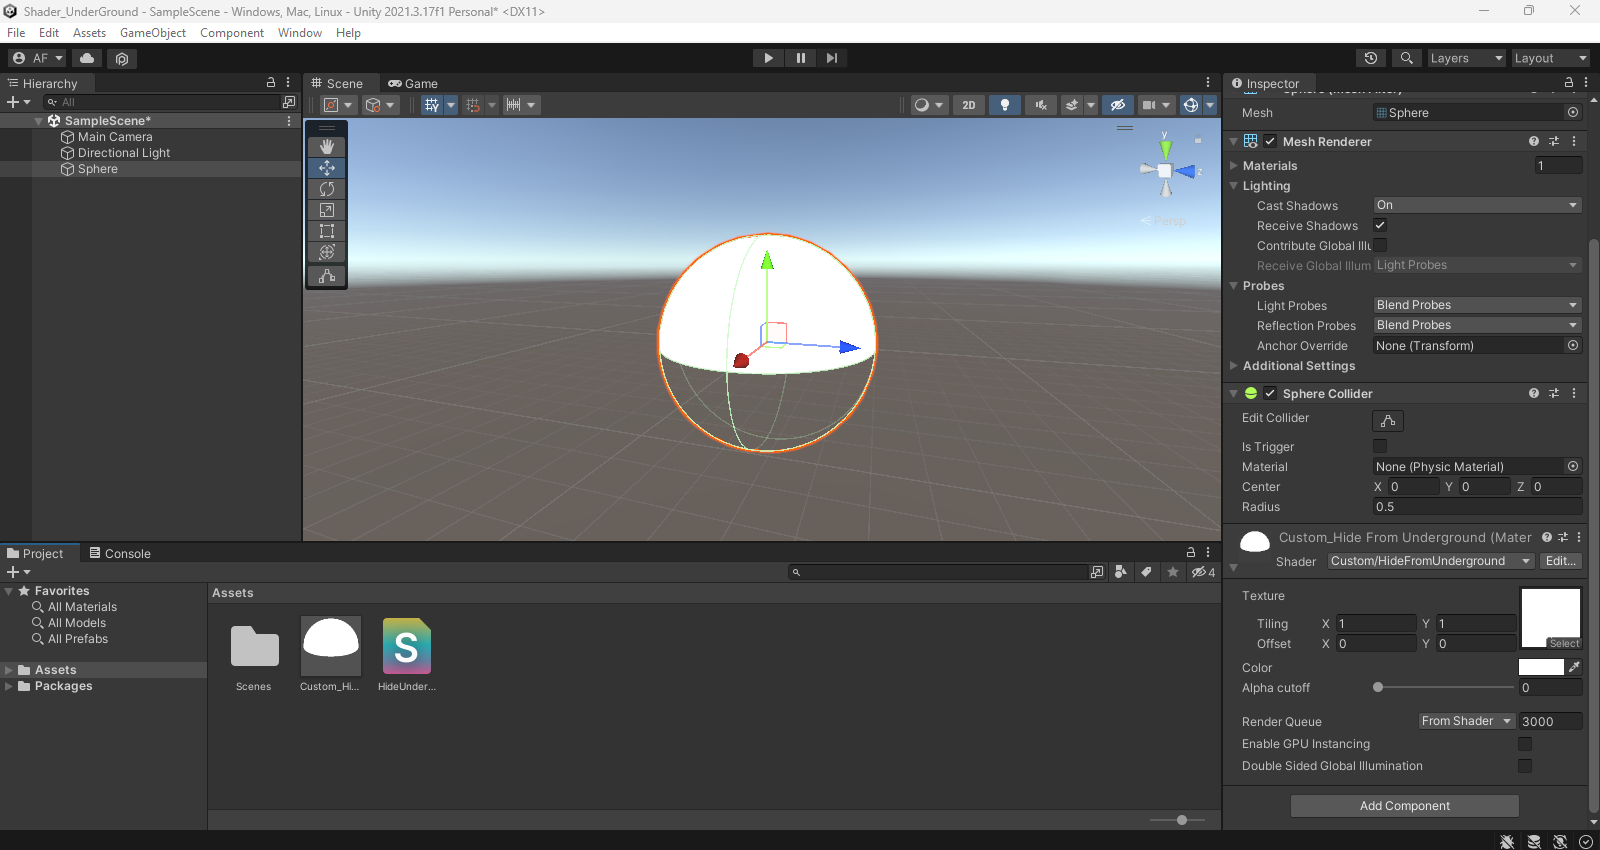 Shader_UnderGround - SampleScene - Windows, Mac, Linux - Unity 2021.3.17f1 Personal* <DX11>
File Edit Assets GameObject Component Window Help
AF
Layers
Layout
Hierarchy
All
SampleScene*
Main Camera
Directional Light
Sphere
Scene
Game
2D
y
z
Persp
Inspector
Mesh
Sphere
Mesh Renderer
Materials
1
Lighting
Cast Shadows
On
Receive Shadows
Contribute Global Illu
Receive Global Illum
Light Probes
Probes
Light Probes
Blend Probes
Reflection Probes
Blend Probes
Anchor Override
None (Transform)
Additional Settings
Sphere Collider
Edit Collider
Is Trigger
Material
None (Physic Material)
Center
X 0 Y 0 Z 0
Radius
0.5
Custom_Hide From Underground (Mater
Shader
Custom/HideFromUnderground
Edit...
Texture
Tiling
X 1 Y 1
Offset
X 0 Y 0
Select
Color
Alpha cutoff
0
Render Queue
From Shader
3000
Enable GPU Instancing
Double Sided Global Illumination
Add Component
Project
Console
4
Favorites
All Materials
All Models
All Prefabs
Assets
Packages
Assets
S
Scenes
Custom_Hi...
HideUnder...